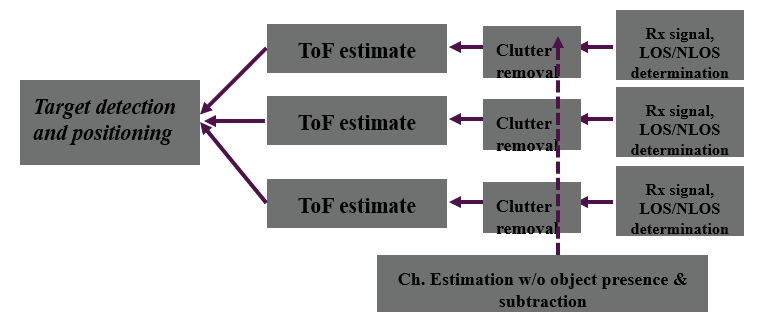 Target detection
and positioning
ToF estimate
Clutter
removal
Rx signal,
LOS/NLOS
determination
ToF estimate
Clutter
removal
Rx signal,
LOS/NLOS
determination
ToF estimate
Clutter
removal
Rx signal,
LOS/NLOS
determination
Ch. Estimation w/o object presence &
subtraction